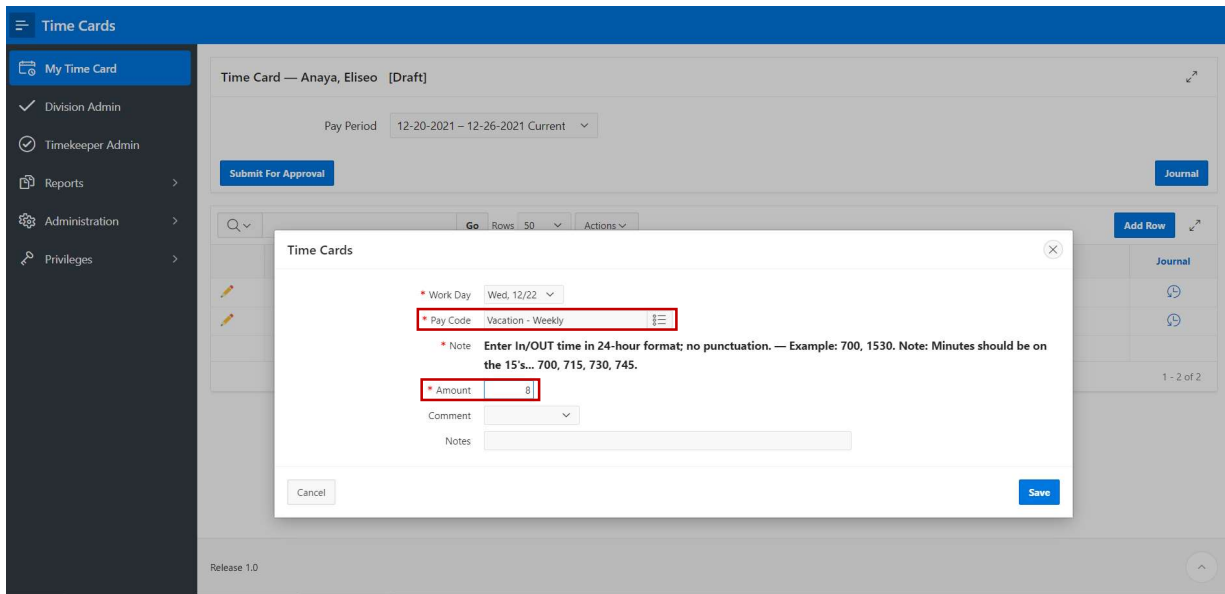 Time Cards
My Time Card
Division Admin
Timekeeper Admin
Reports
Administration
Privileges
Time Card — Anaya, Eliseo [Draft]
Pay Period 12-20-2021 – 12-26-2021 Current
Submit For Approval Journal
Go Rows 50 Actions Add Row
Journal
Time Cards
* Work Day Wed, 12/22
* Pay Code Vacation - Weekly
* Note Enter In/OUT time in 24-hour format; no punctuation. — Example: 700, 1530. Note: Minutes should be on
the 15's... 700, 715, 730, 745.
* Amount 8
Comment
Notes
1 - 2 of 2
Cancel Save
Release 1.0